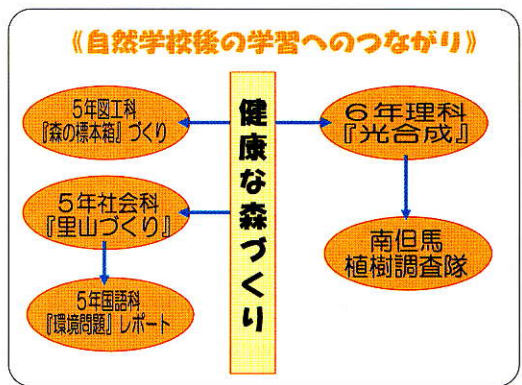 《自然学校後の学習へのつながり》
5年図工科
『森の標本箱』づくり
5年社会科
『里山づくり』
5年国語科
『環境問題』レポート
健康な森づくり
6年理科
『光合成』
南但馬
植樹調査隊